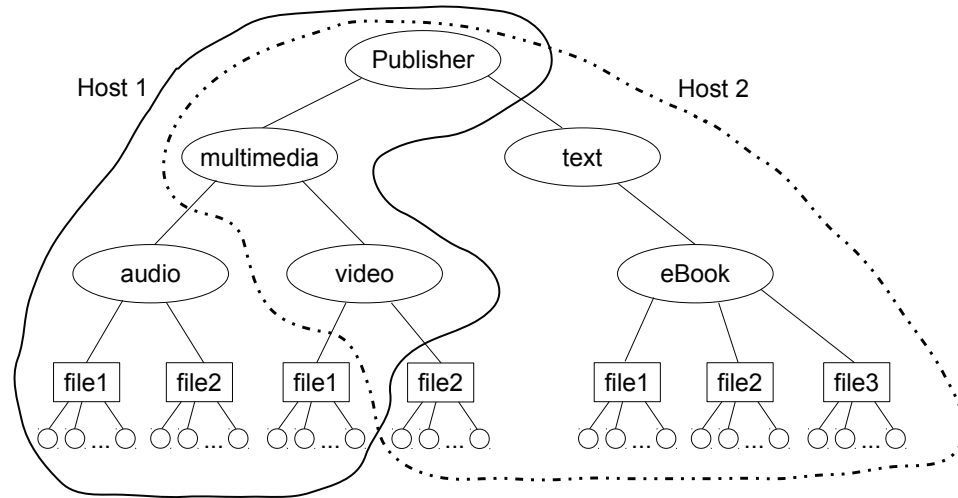 Publisher
Host 1
Host 2
multimedia
text
audio
video
eBook
file1
file2
file1
file2
file1
file2
file3
...
...
...
...
...
...
...